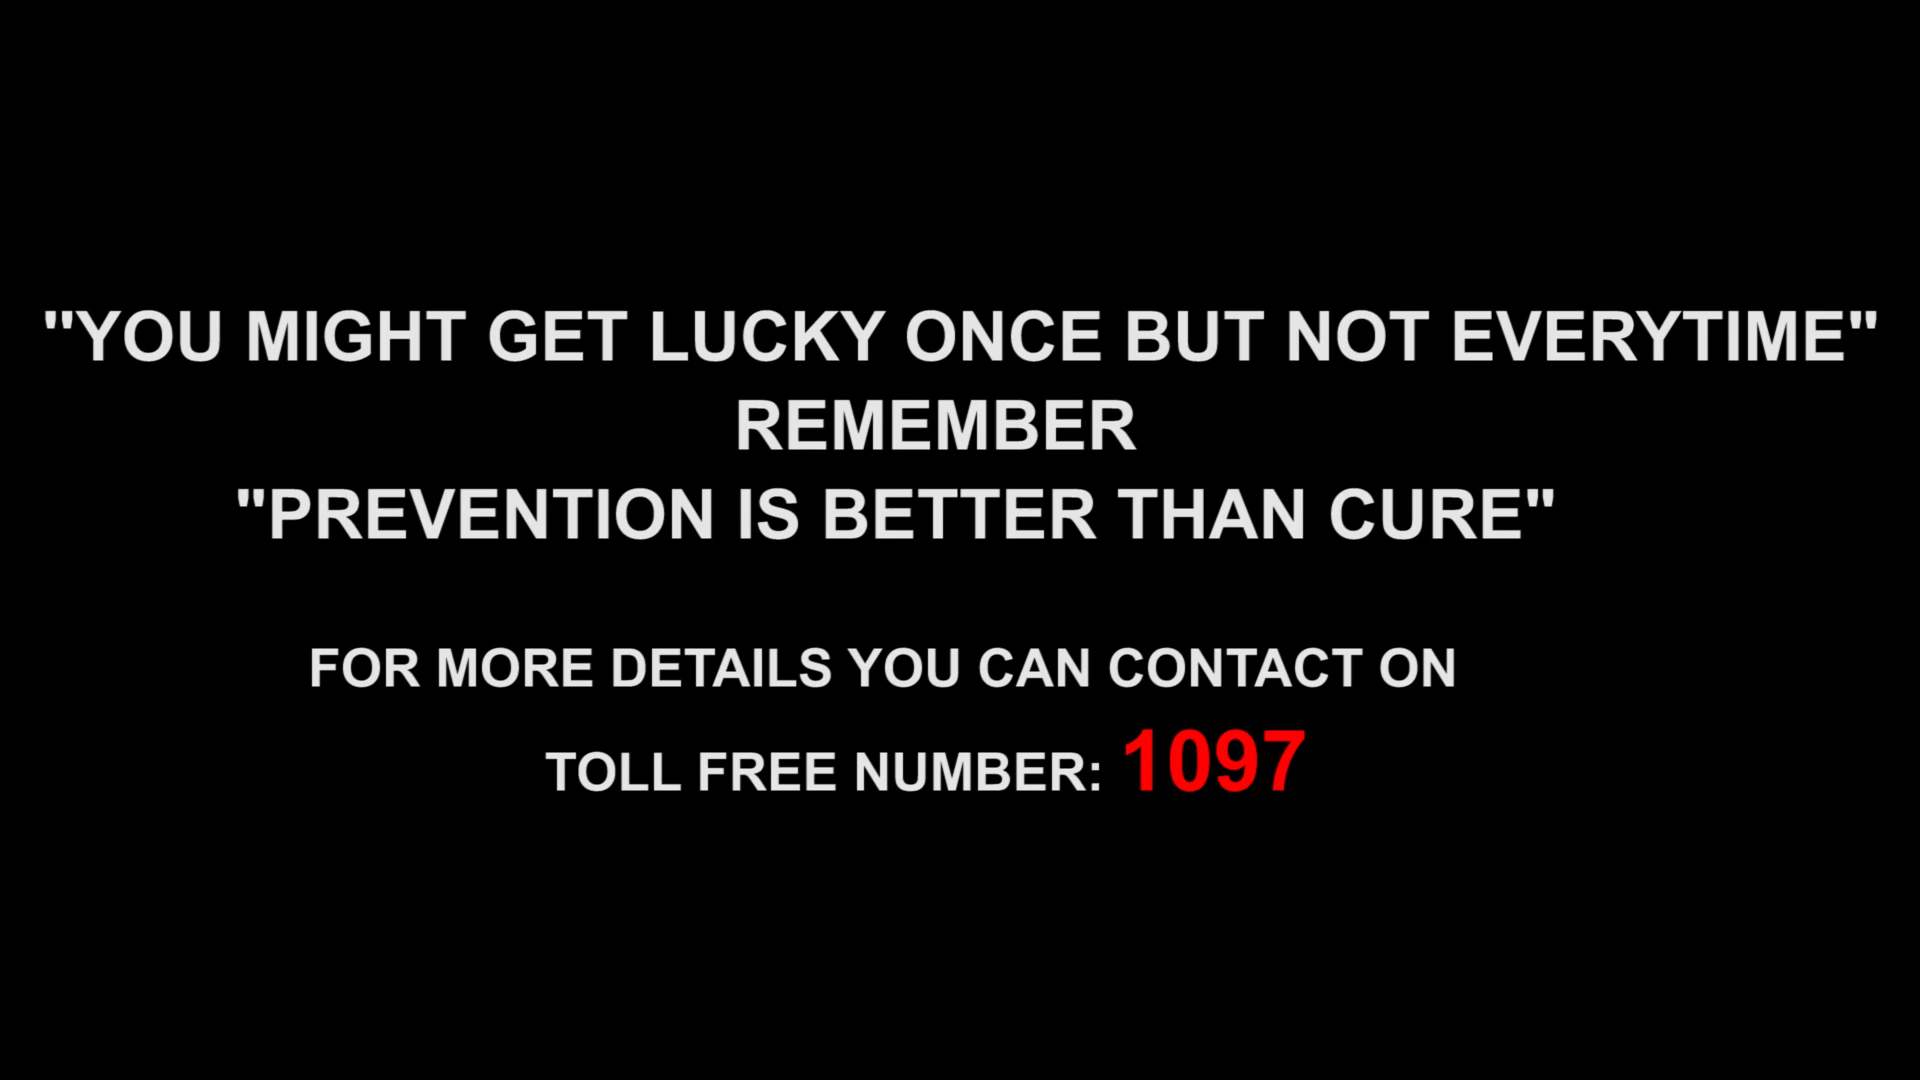 "YOU MIGHT GET LUCKY ONCE BUT NOT EVERYTIME"
REMEMBER
"PREVENTION IS BETTER THAN CURE"
FOR MORE DETAILS YOU CAN CONTACT ON
TOLL FREE NUMBER: 1097